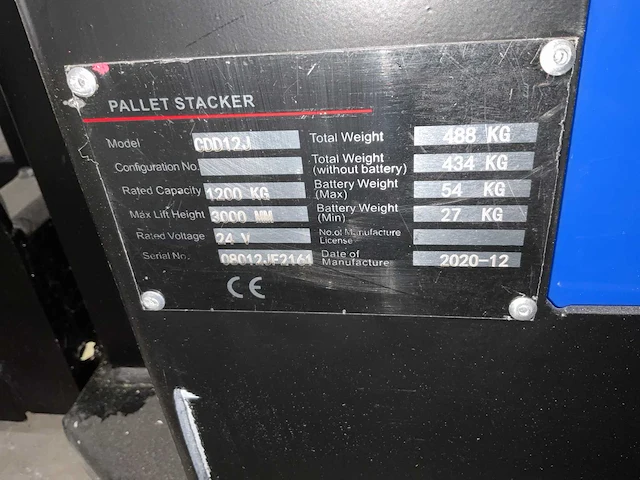 PALLET STACKER
Model CDD12J Total Weight 488 KG
Configuration No. Total Weight (without battery) 434 KG
Rated Capacity 1200 KG Battery Weight (Max) 54 KG
Max Lift Height 3000 MM Battery Weight (Min) 27 KG
Rated Voltage 24 V No.of Manufacture License
Serial No. 08012JF2161 Date of Manufacture 2020-12
CE